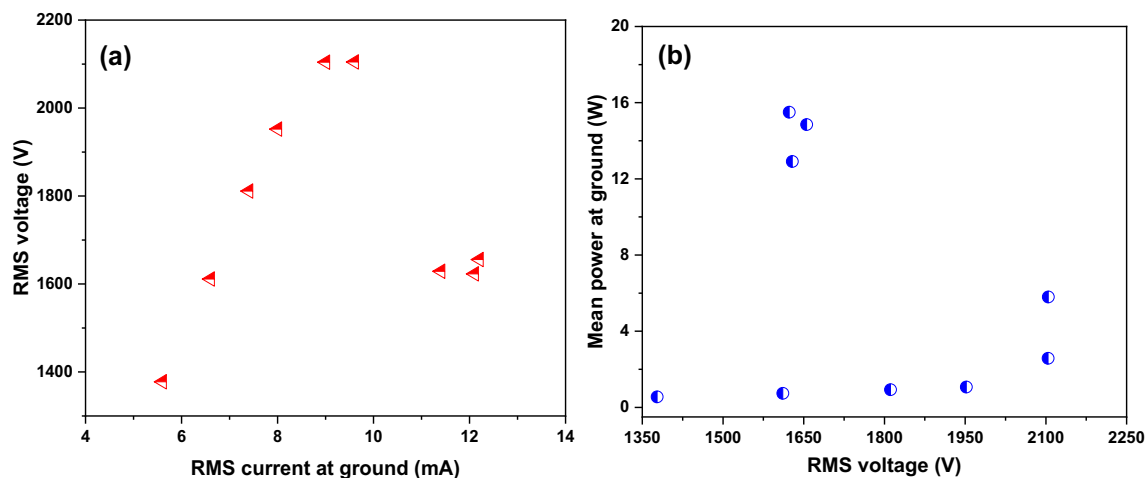 (a)
RMS voltage (V)
2200
2000
1800
1600
1400
4 6 8 10 12 14
RMS current at ground (mA)
(b)
Mean power at ground (W)
20
16
12
8
4
0
1350 1500 1650 1800 1950 2100 2250
RMS voltage (V)